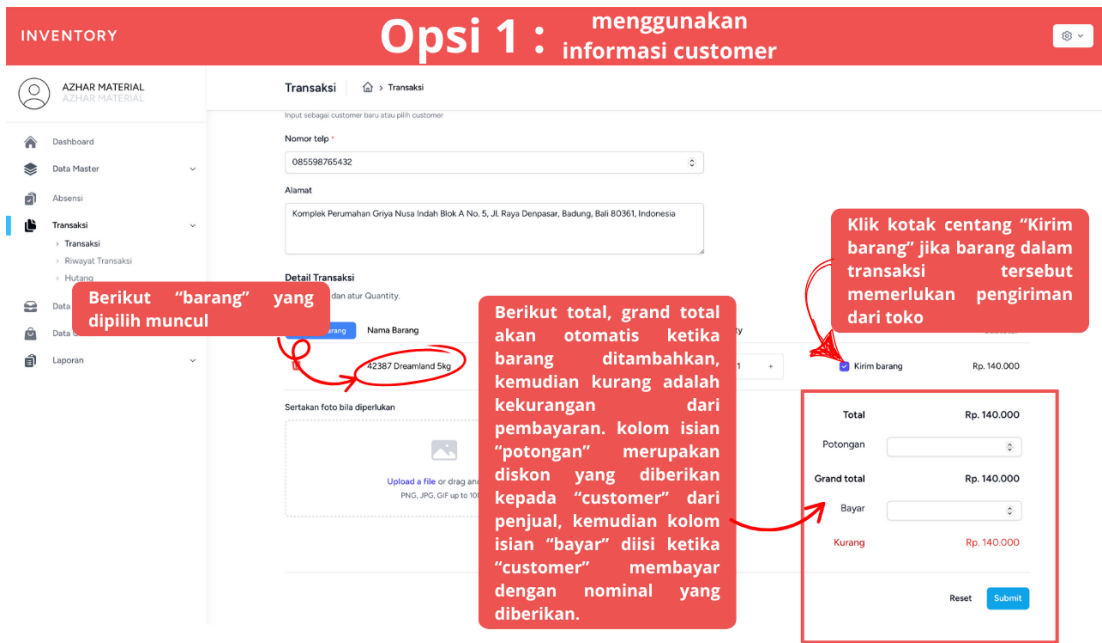 INVENTORY
Opsi 1 :
menggunakan
informasi customer
AZHAR MATERIAL
AZHAR MATERIAL
Transaksi
Transaksi
Dashboard
Data Master
Absensi
Transaksi
Transaksi
Riwayat Transaksi
Hutang
Data
Data
Laporan
Input sebagai customer baru atau pilih customer
Nomor telp *
085598765432
Alamat
Komplek Perumahan Griya Nusa Indah Blok A No. 5, Jl. Raya Denpasar, Badung, Bali 80361, Indonesia
Detail Transaksi
dan atur Quantity.
Nama Barang
42387 Dreamland 5kg
1 +
Kirim barang
Rp. 140.000
Berikut "barang" yang
dipilih muncul
Berikut total, grand total
akan otomatis ketika
barang ditambahkan,
kemudian kurang adalah
kekurangan dari
pembayaran. kolom isian
"potongan" merupakan
diskon yang diberikan
kepada "customer" dari
penjual, kemudian kolom
isian "bayar" diisi ketika
"customer" membayar
dengan nominal yang
diberikan.
Klik kotak centang "Kirim
barang" jika barang dalam
transaksi tersebut
memerlukan pengiriman
dari toko
Sertakan foto bila diperlukan
Upload a file or drag an
PNG, JPG, GIF up to 10
Total Rp. 140.000
Potongan
Grand total Rp. 140.000
Bayar
Kurang Rp. 140.000
Reset Submit